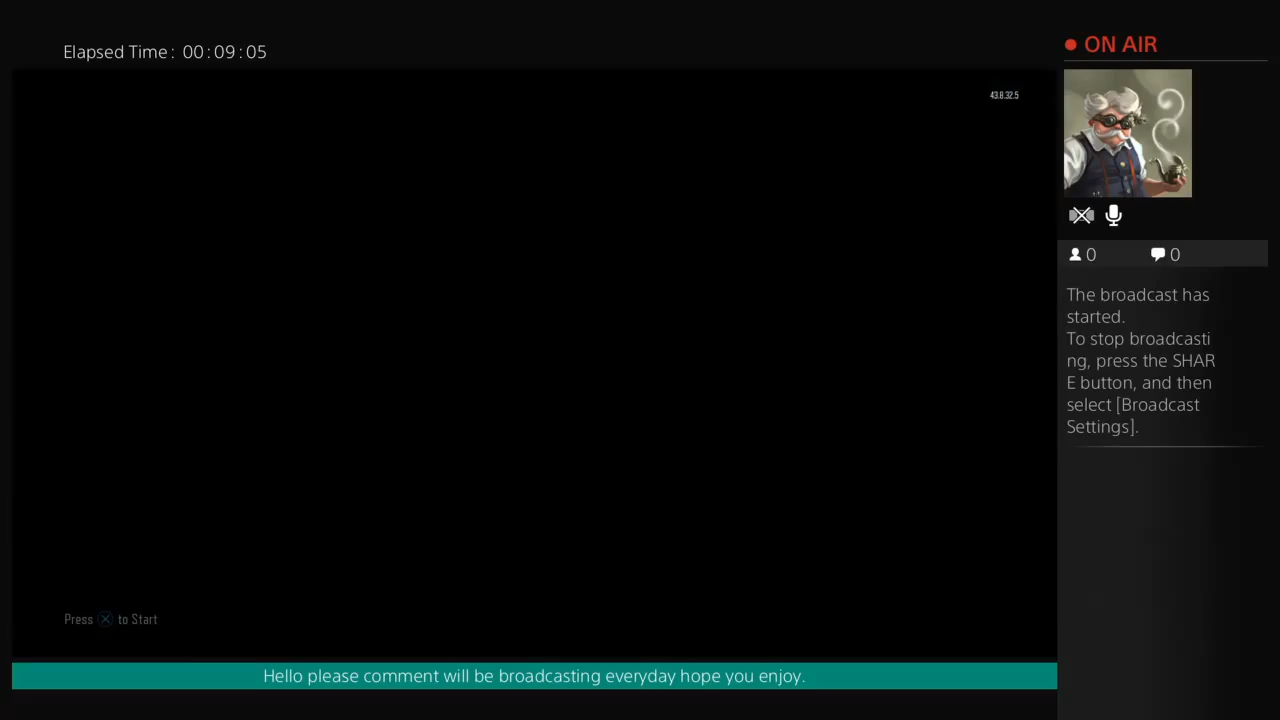 Elapsed Time: 00:09:05
ON AIR
43.8.32.5
0 0
The broadcast has
started.
To stop broadcasti
ng, press the SHAR
E button, and then
select [Broadcast
Settings].
Press to Start
Hello please comment will be broadcasting everyday hope you enjoy.